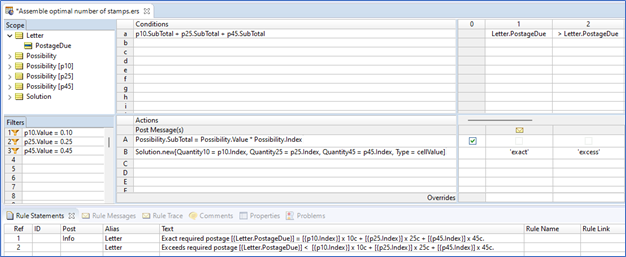 *Assemble optimal number of stamps.ers
Scope
Letter
PostageDue
Possibility
Possibility [p10]
Possibility [p25]
Possibility [p45]
Solution
Filters
1 p10.Value = 0.10
2 p25.Value = 0.25
3 p45.Value = 0.45
4
5
6
7
8
Conditions 0 1 2
a p10.SubTotal + p25.SubTotal + p45.SubTotal Letter.PostageDue > Letter.PostageDue
b
c
d
e
f
g
h
i
Actions
Post Message(s)
A Possibility.SubTotal = Possibility.Value * Possibility.Index
B Solution.new[Quantity10 = p10.Index, Quantity25 = p25.Index, Quantity45 = p45.Index, Type = cellValue] 'exact' 'excess'
C
D
E
Overrides
Rule Statements Rule Messages Rule Trace Comments Properties Problems
Ref ID Post Alias Text Rule Name Rule Link
1 Info Letter Exact required postage [{Letter.PostageDue}] = [{p10.Index}] x 10c + [{p25.Index}] x 25c + [{p45.Index}] x 45c.
2 Letter Exceeds required postage [{Letter.PostageDue}] < [{p10.Index}] x 10c + [{p25.Index}] x 25c + [{p45.Index}] x 45c.